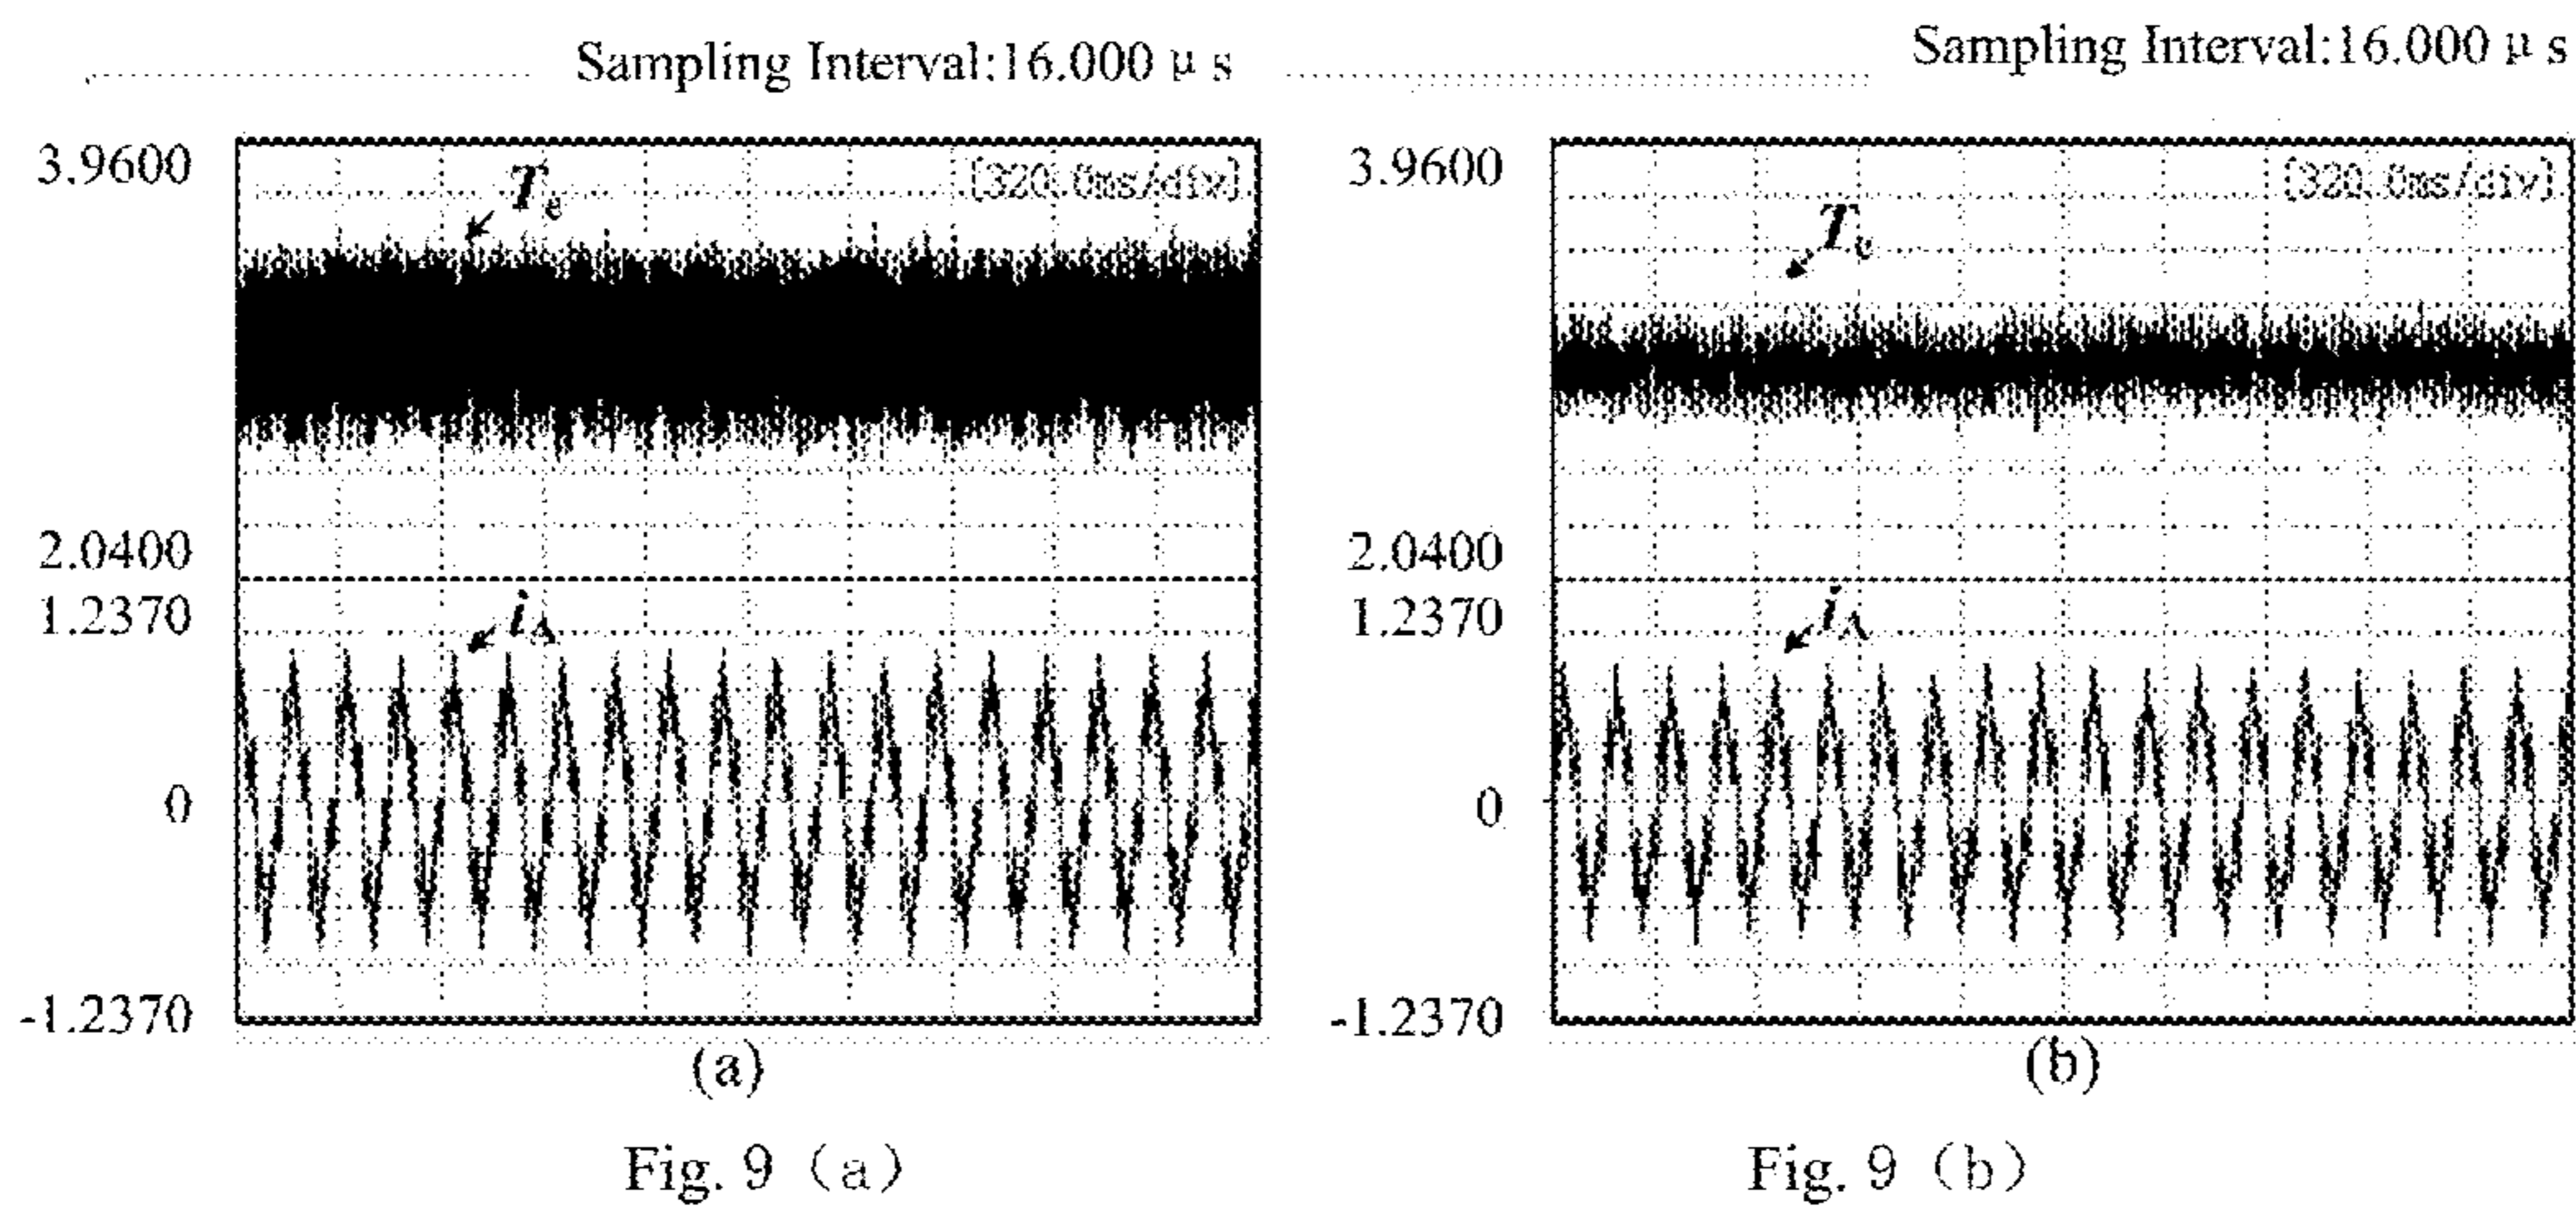 Sampling Interval:16.000 μ s
3.9600
[320.0ms/div]
Te
2.0400
1.2370
iA
0
-1.2370
(a)
Fig. 9 (a)
Sampling Interval:16.000 μ s
3.9600
[320.0ms/div]
Te
2.0400
1.2370
iA
0
-1.2370
(b)
Fig. 9 (b)